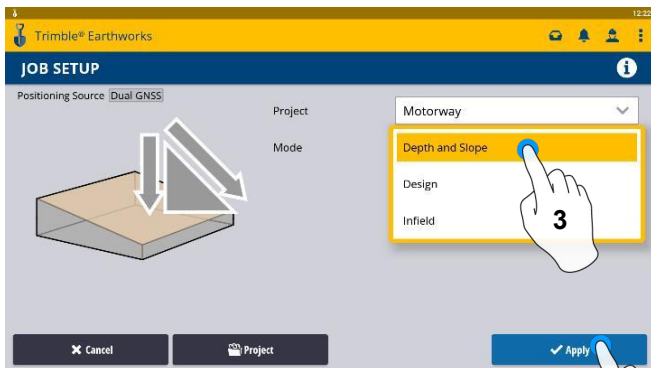 12:22
Trimble® Earthworks
JOB SETUP
Positioning Source Dual GNSS
Project Motorway
Mode Depth and Slope
Design
Infield
3
Cancel Project Apply